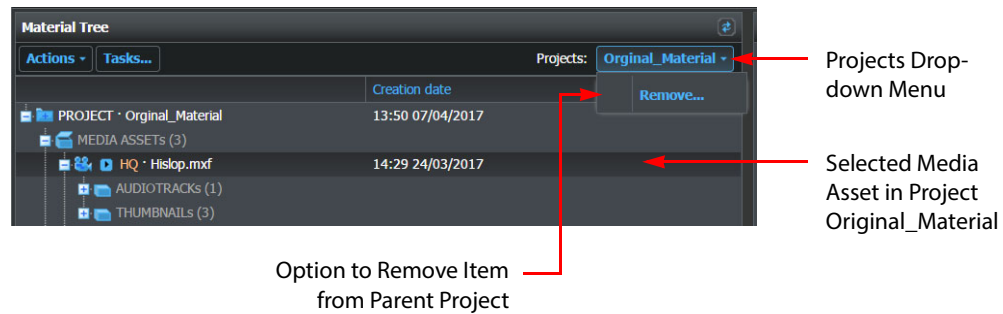 Material Tree
Actions Tasks... Projects: Orginal_Material
Creation date Remove...
PROJECT · Orginal_Material 13:50 07/04/2017
MEDIA ASSETs (3)
HQ · Hislop.mxf 14:29 24/03/2017
AUDIOTRACKs (1)
THUMBNAILs (3)
Projects Drop-
down Menu
Selected Media
Asset in Project
Original_Material
Option to Remove Item
from Parent Project